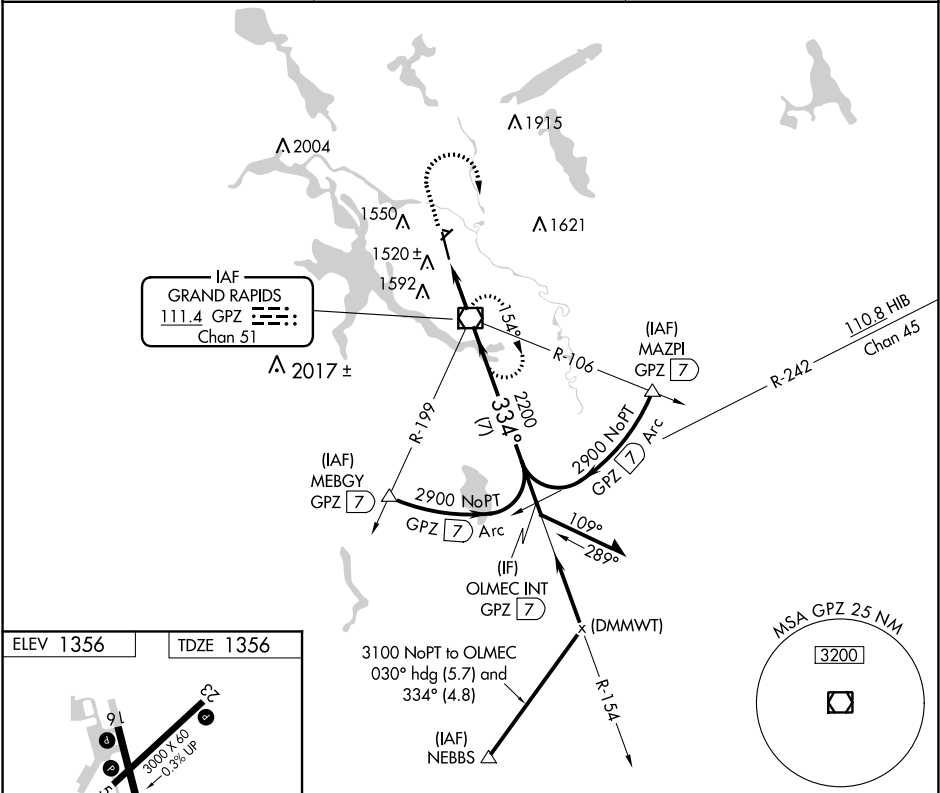 1915
2004
1550
1621
1520 ±
1592
IAF
GRAND RAPIDS
111.4 GPZ
Chan 51
2017 ±
154°
R-106
(IAF)
MAZPI
GPZ 7
110.8 HIB
Chan 45
R-242
R-199
2200
334°
(7)
2900 NoPT
GPZ 7 Arc
(IAF)
MEBGY
GPZ 7
2900 NoPT
GPZ 7 Arc
109°
289°
(IF)
OLMEC INT
GPZ 7
(DMMWT)
3100 NoPT to OLMEC
030° hdg (5.7) and
334° (4.8)
R-154
(IAF)
NEBBS
MSA GPZ 25 NM
3200
ELEV 1356
TDZE 1356
16
23
P
P
P
3000 X 60
0.3% UP